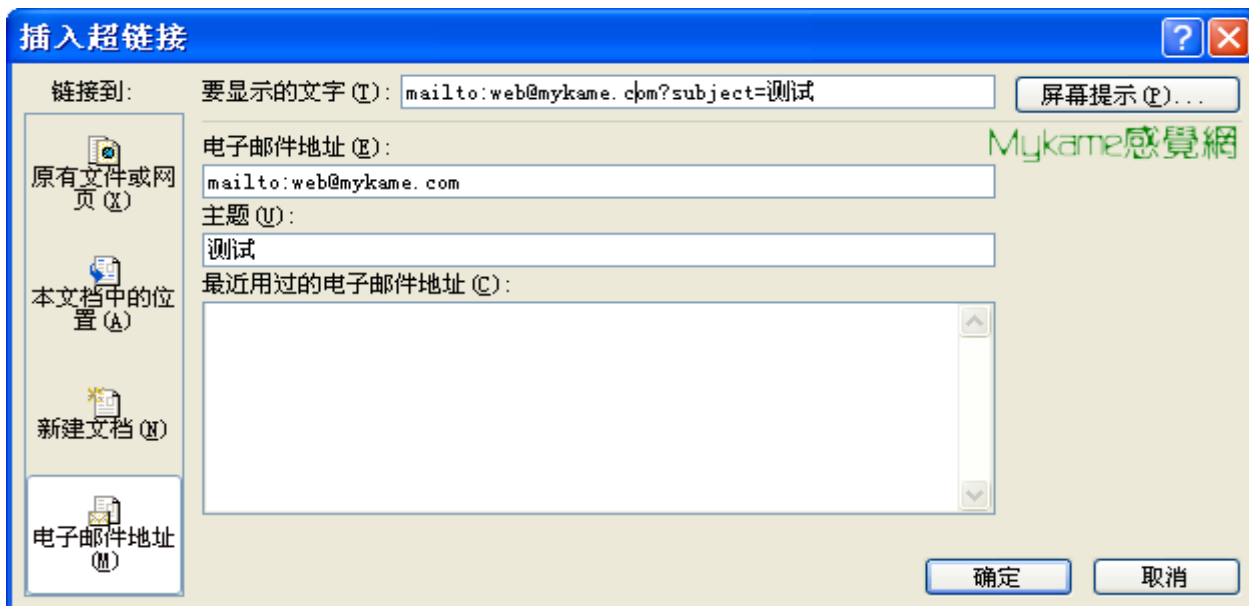 插入超链接
链接到:
要显示的文字(T): mailto:web@mykame.com?subject=测试
屏幕提示(P)...
Mykame感覺網
原有文件或网
页(X)
本文档中的位
置(A)
新建文档(N)
电子邮件地址
(M)
电子邮件地址(E):
mailto:web@mykame.com
主题(U):
测试
最近用过的电子邮件地址(C):
确定
取消